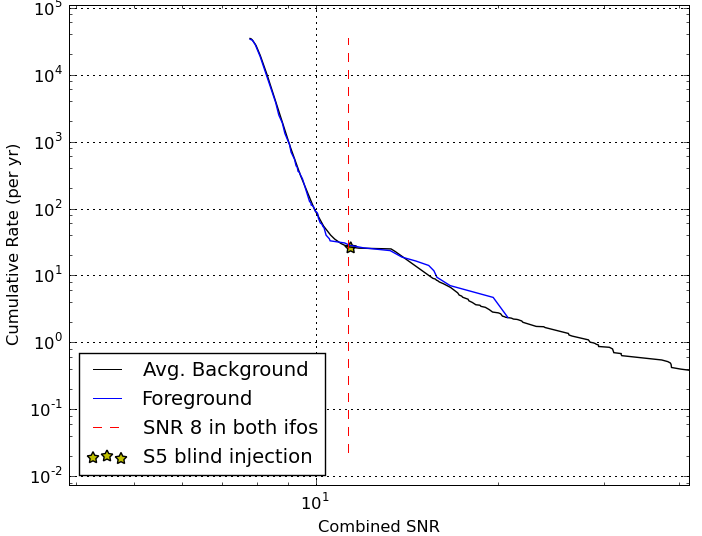 10^5
10^4
10^3
10^2
10^1
10^0
10^-1
10^-2
Cumulative Rate (per yr)
Avg. Background
Foreground
SNR 8 in both ifos
S5 blind injection
10^1
Combined SNR